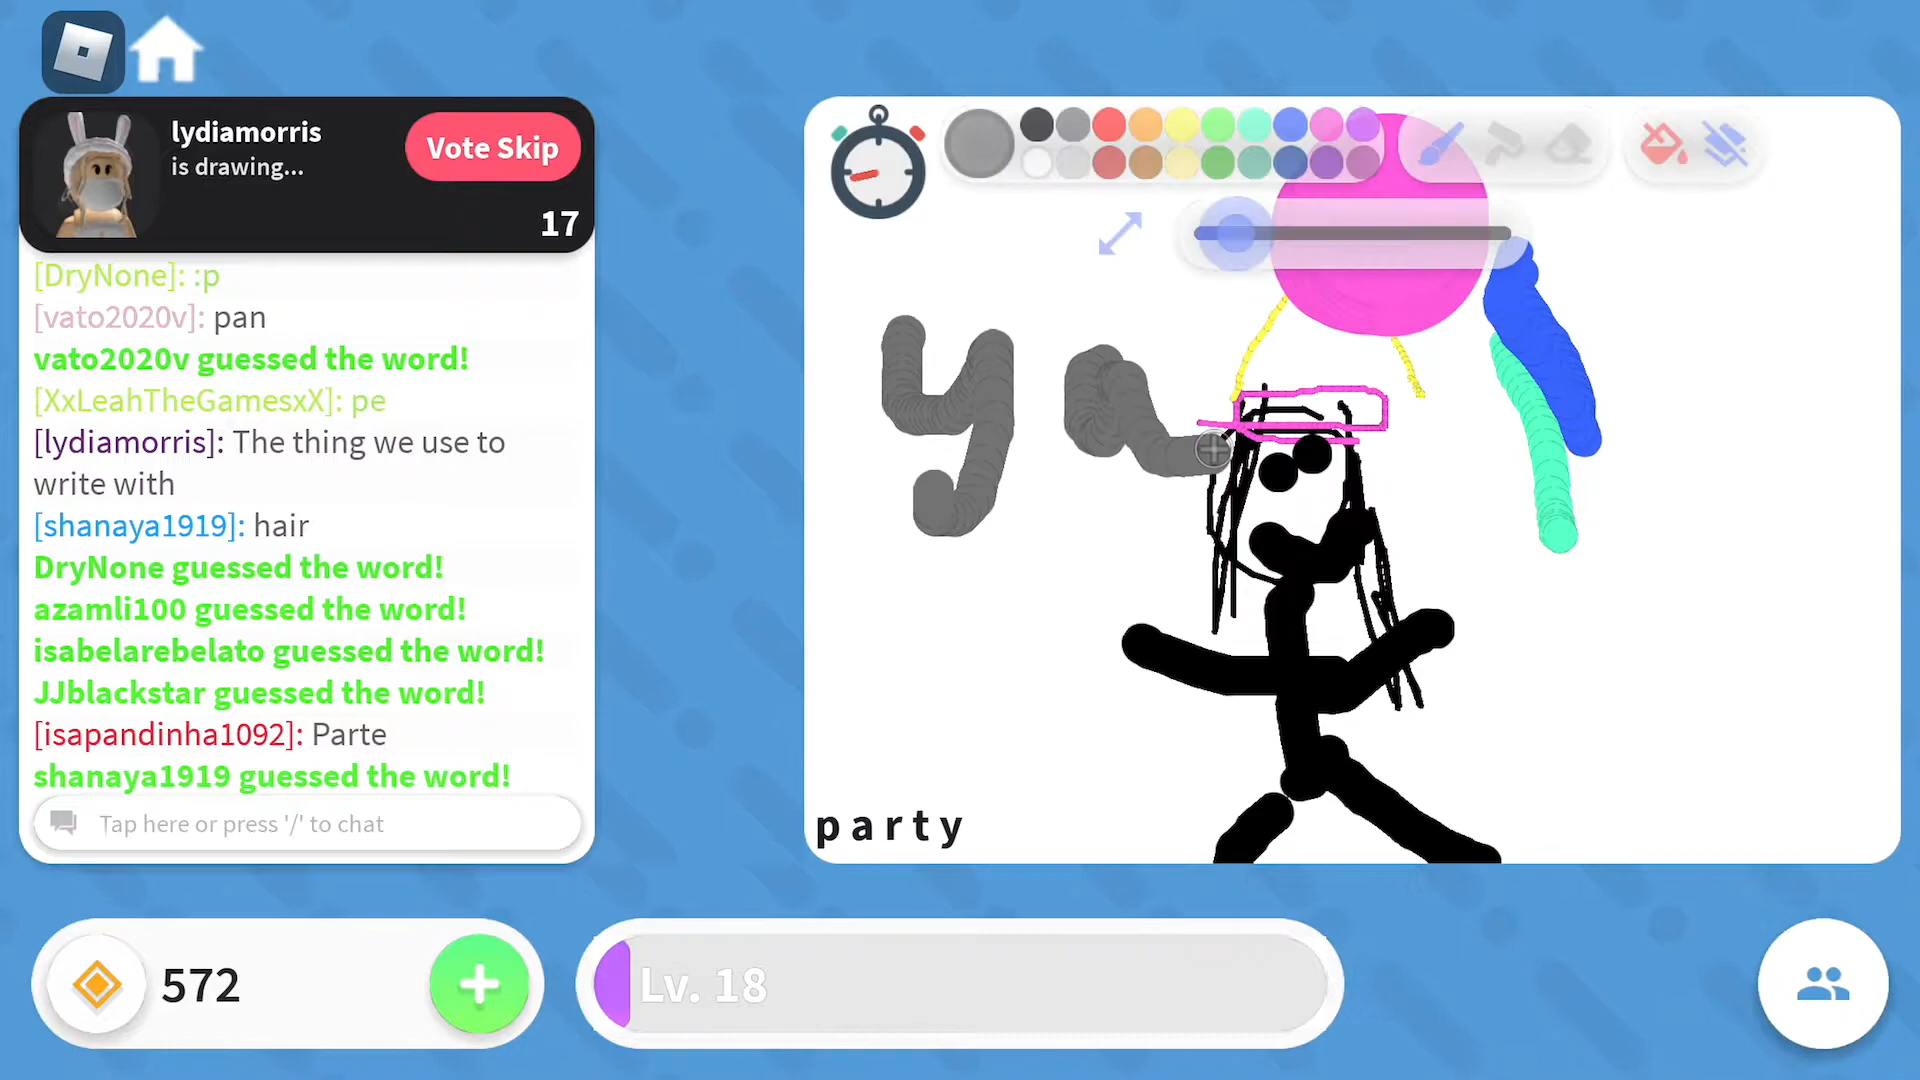 lydiamorris
is drawing...
Vote Skip
17
[DryNone]: :p
[vato2020v]: pan
vato2020v guessed the word!
[XxLeahTheGamesxX]: pe
[lydiamorris]: The thing we use to
write with
[shanaya1919]: hair
DryNone guessed the word!
azamli100 guessed the word!
isabelarebelato guessed the word!
JJblackstar guessed the word!
[isapandinha1092]: Parte
shanaya1919 guessed the word!
Tap here or press '/' to chat
y a
party
572
Lv. 18